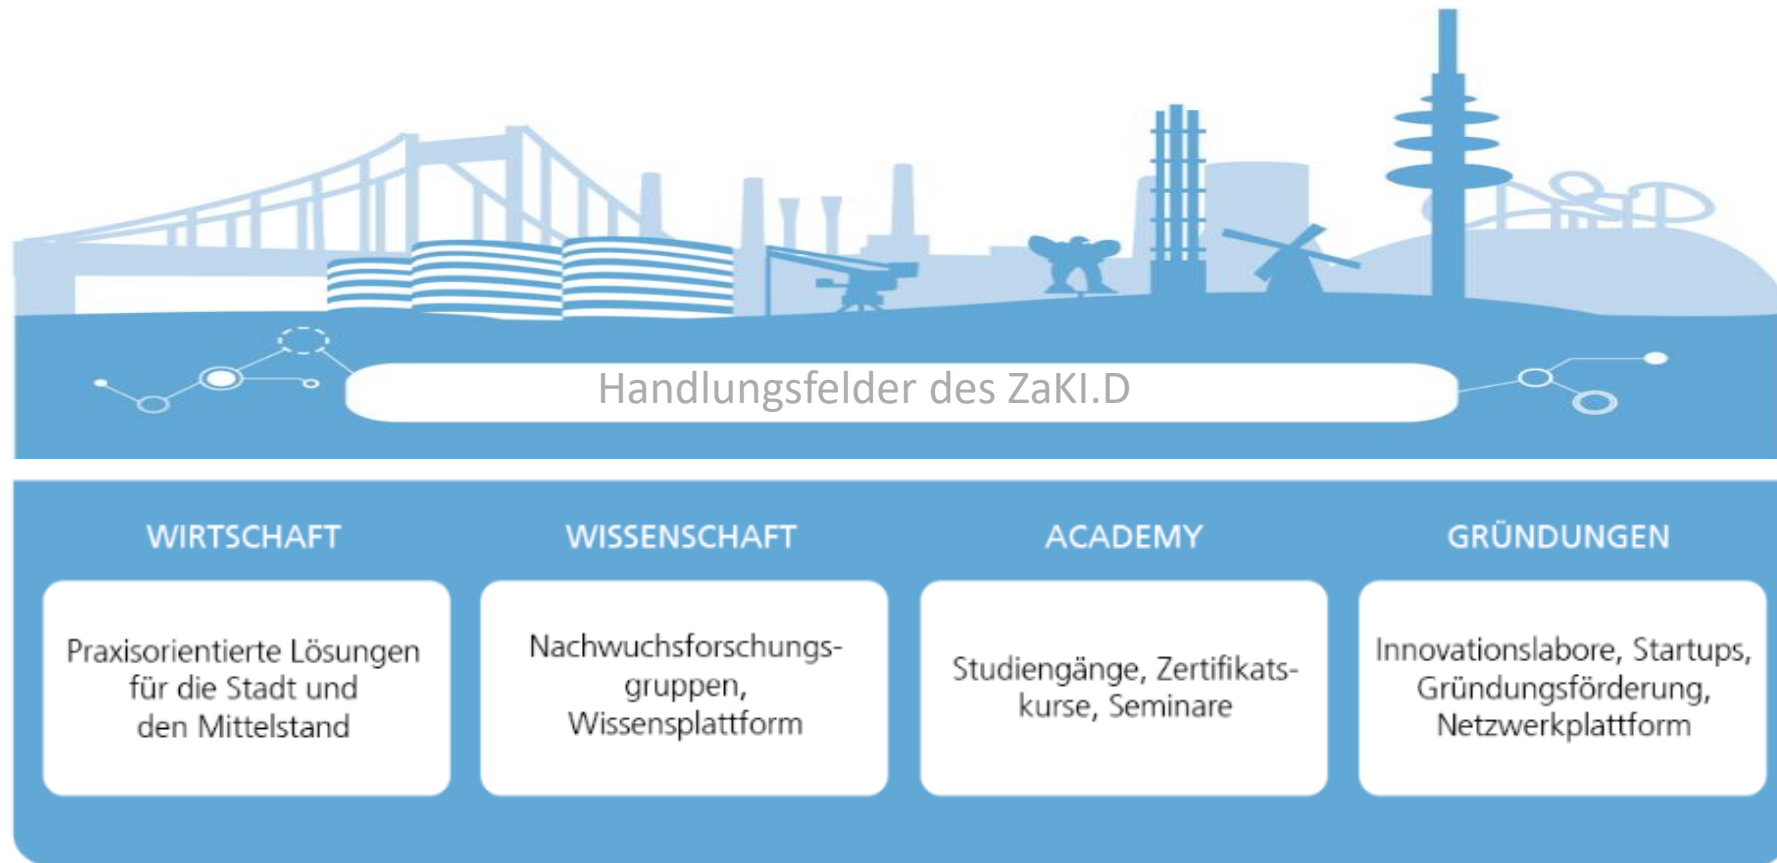 Handlungsfelder des ZaKI.D
WIRTSCHAFT
Praxisorientierte Lösungen
für die Stadt und
den Mittelstand
WISSENSCHAFT
Nachwuchsforschungs-
gruppen,
Wissensplattform
ACADEMY
Studiengänge, Zertifikats-
kurse, Seminare
GRÜNDUNGEN
Innovationslabore, Startups,
Gründungsförderung,
Netzwerkplattform